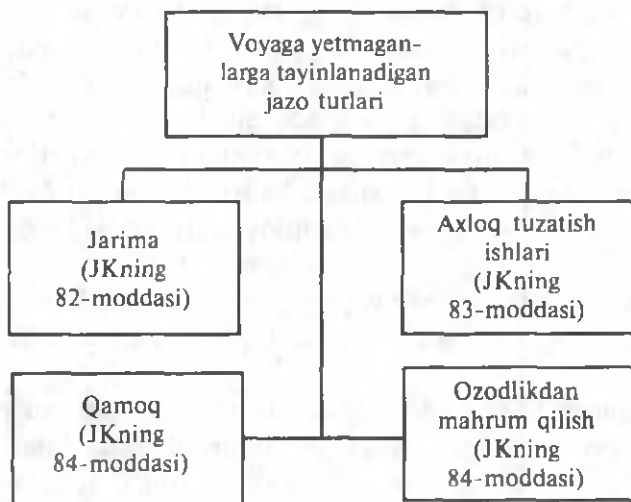 Voyaga yetmagan-
larga tayinlanadigan
jazo turlari
Jarima
(JKning
82-moddasi)
Axloq tuzatish
ishlari
(JKning
83-moddasi)
Qamoq
(JKning
84-moddasi)
Ozodlikdan
mahrum qilish
(JKning
84-moddasi)